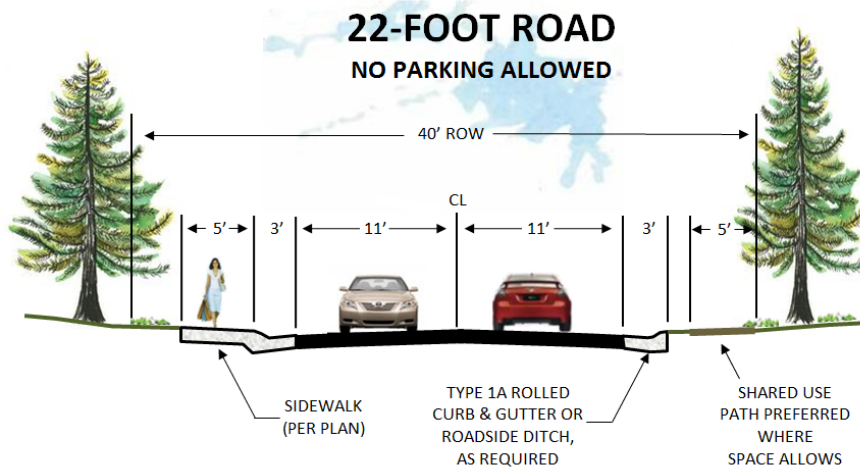 22-FOOT ROAD
NO PARKING ALLOWED
40’ ROW
CL
5’
3’
11’
11’
3’
5’
SIDEWALK
(PER PLAN)
TYPE 1A ROLLED
CURB & GUTTER OR
ROADSIDE DITCH,
AS REQUIRED
SHARED USE
PATH PREFERRED
WHERE
SPACE ALLOWS